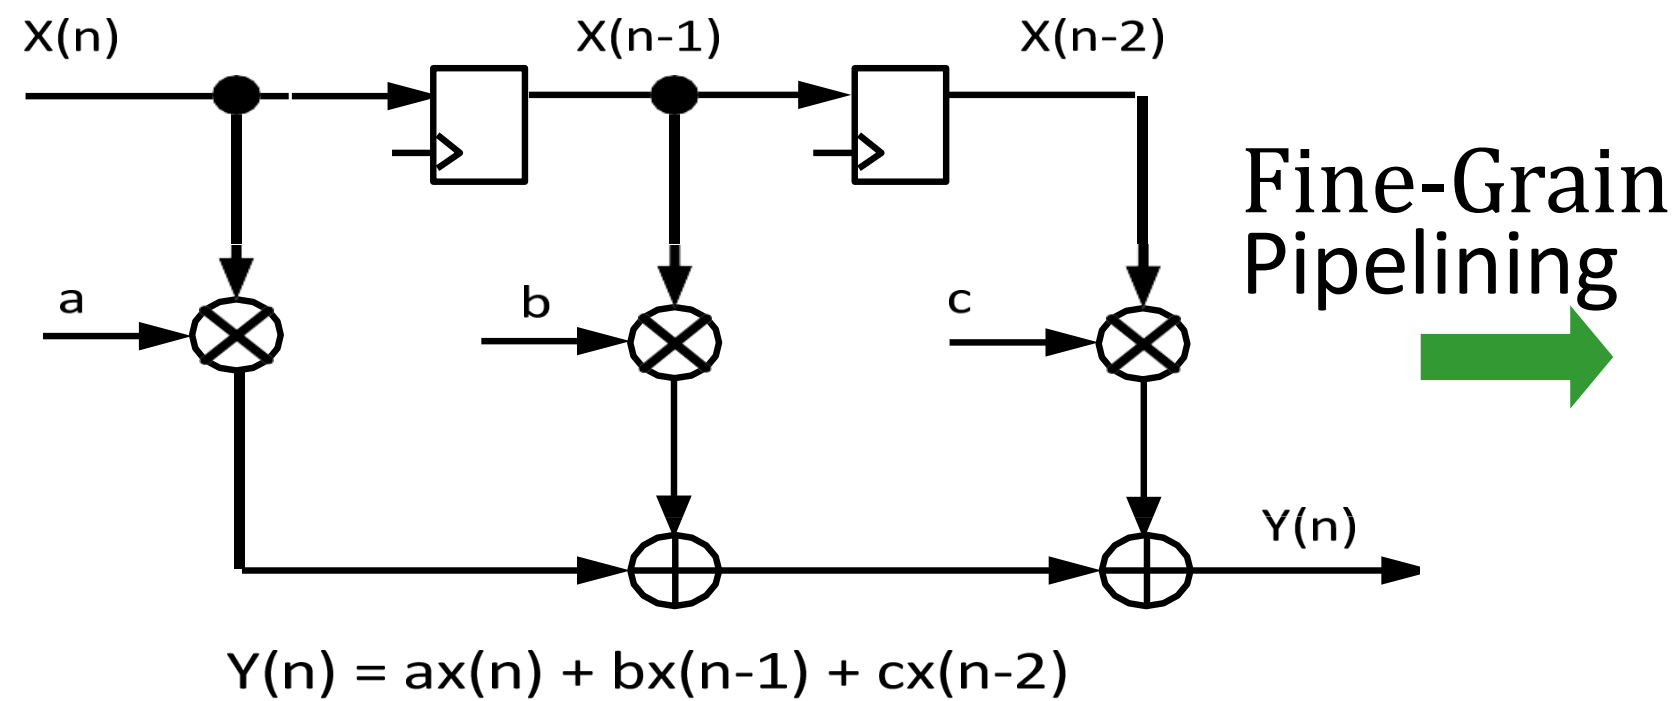 X(n)
X(n-1)
X(n-2)
Fine-Grain
Pipelining
a
b
c
Y(n)
Y(n) = ax(n) + bx(n-1) + cx(n-2)